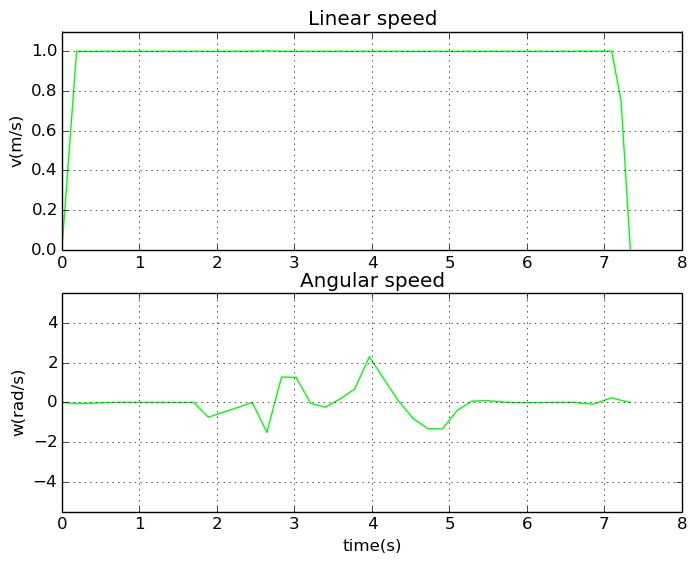 Linear speed
1.0
0.8
0.6
0.4
0.2
0.0
v(m/s)
0 1 2 3 4 5 6 7 8
Angular speed
4
2
0
−2
−4
w(rad/s)
0 1 2 3 4 5 6 7 8
time(s)